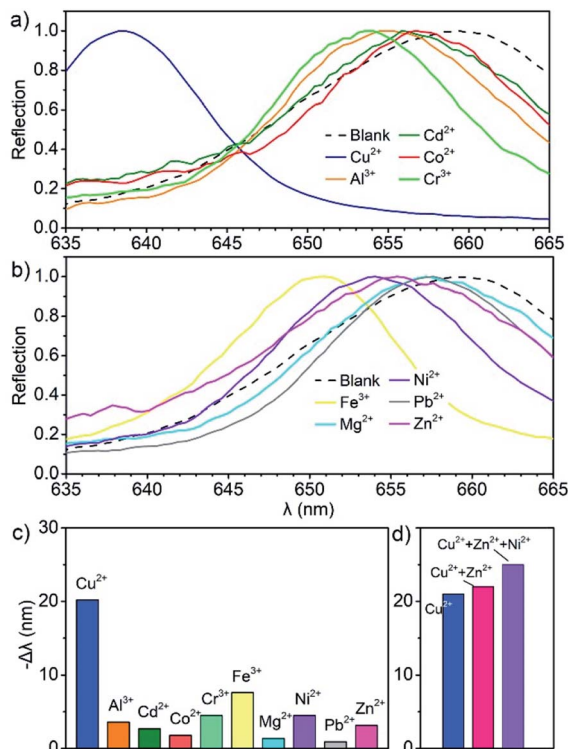 a)
Reflection
1.0
0.8
0.6
0.4
0.2
0.0
Blank
Cu²⁺
Al³⁺
Cd²⁺
Co²⁺
Cr³⁺
635 640 645 650 655 660 665
b)
Reflection
1.0
0.8
0.6
0.4
0.2
0.0
Blank
Fe³⁺
Mg²⁺
Ni²⁺
Pb²⁺
Zn²⁺
635 640 645 650 655 660 665
λ (nm)
c)
-Δλ (nm)
30
20
10
0
Cu²⁺
Al³⁺
Cd²⁺
Co²⁺
Cr³⁺
Fe³⁺
Mg²⁺
Ni²⁺
Pb²⁺
Zn²⁺
d)
Cu²⁺+Zn²⁺+Ni²⁺
Cu²⁺+Zn²⁺
Cu²⁺